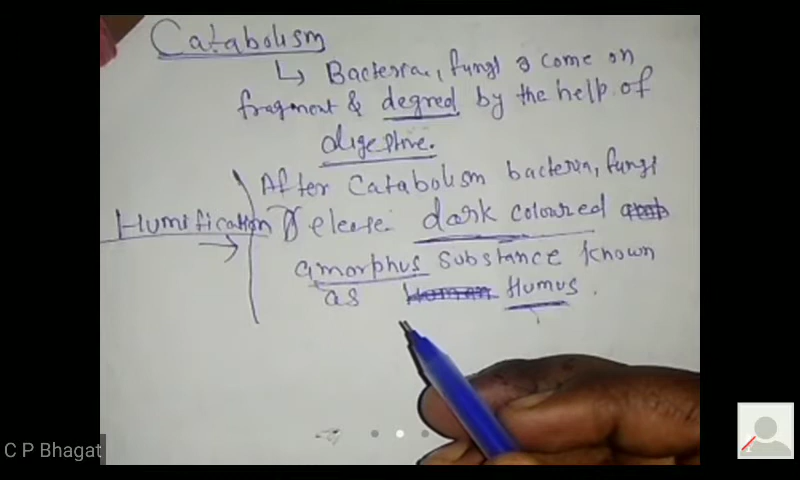 Catabolism
↳ Bacteria, fungi & come on
fragment & degred by the help of
digestive.
After Catabolism bacteria, fungi
Humification release dark coloured
amorphus substance known
as Humus.
C P Bhagat